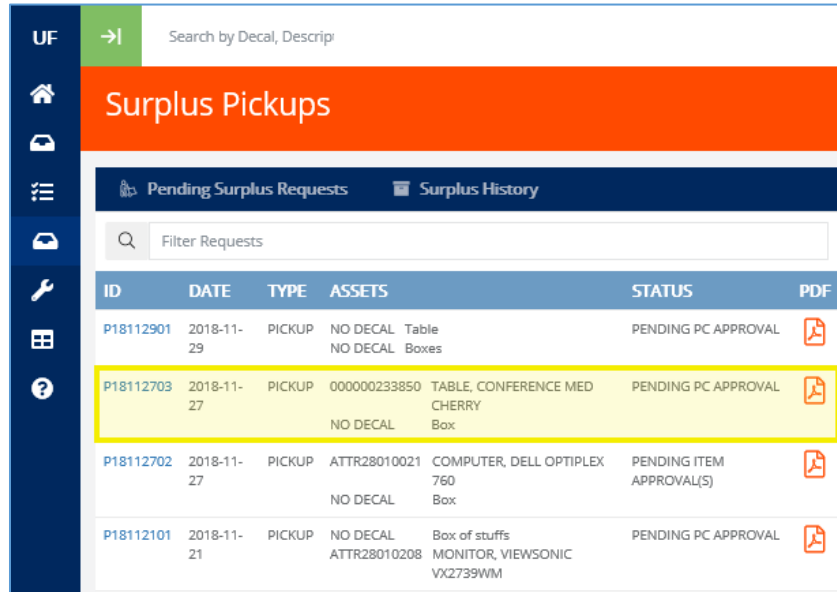 UF
Search by Decal, Descrip
Surplus Pickups
Pending Surplus Requests Surplus History
Filter Requests
ID DATE TYPE ASSETS STATUS PDF
P18112901 2018-11- PICKUP NO DECAL Table PENDING PC APPROVAL
29 NO DECAL Boxes
P18112703 2018-11- PICKUP 000000233850 TABLE, CONFERENCE MED PENDING PC APPROVAL
27 CHERRY
NO DECAL Box
P18112702 2018-11- PICKUP ATTR28010021 COMPUTER, DELL OPTIPLEX PENDING ITEM
27 760 APPROVAL(S)
NO DECAL Box
P18112101 2018-11- PICKUP NO DECAL Box of stuffs PENDING PC APPROVAL
21 ATTR28010208 MONITOR, VIEWSONIC
VX2739WM